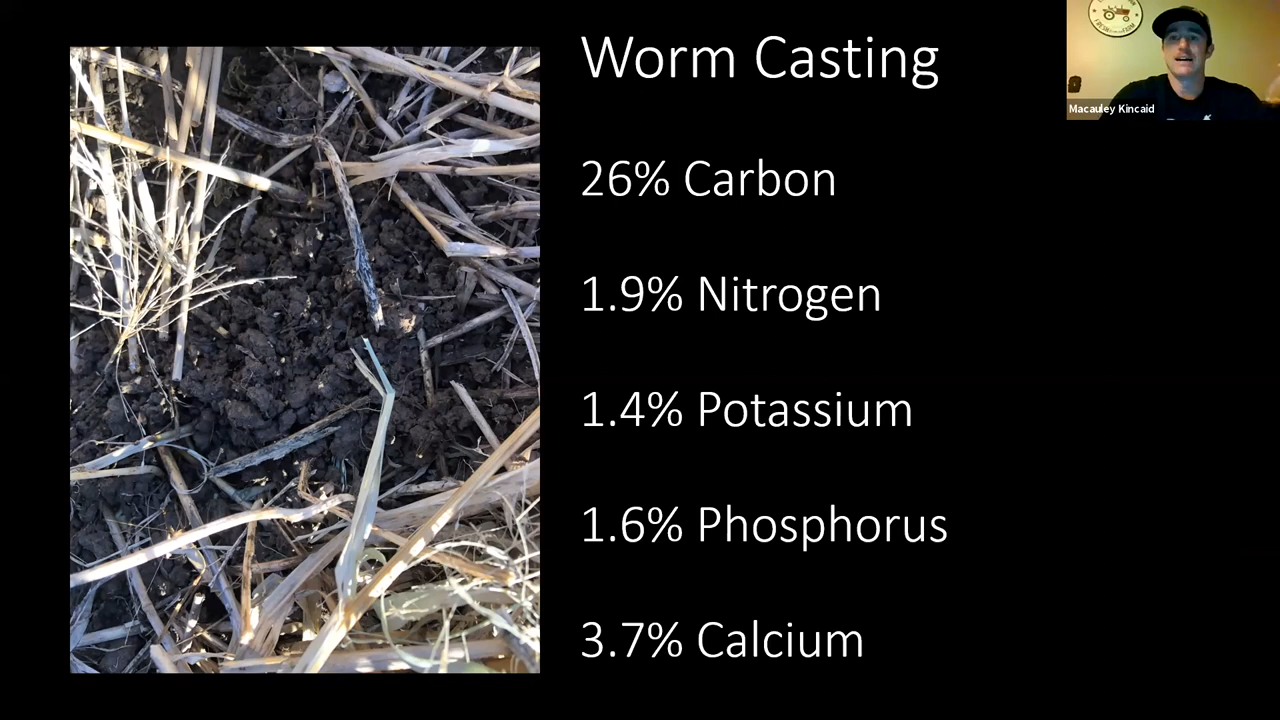 Worm Casting
26% Carbon
1.9% Nitrogen
1.4% Potassium
1.6% Phosphorus
3.7% Calcium
Macauley Kincaid